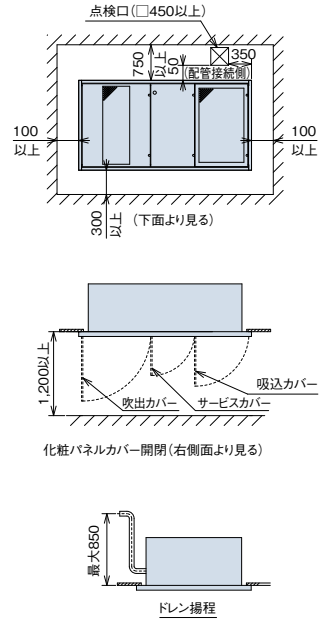 点検口(□450以上)
750
以上
50
350
(配管接続側)
100
以上
100
以上
300
以上
(下面より見る)
1,200以上
吹出カバー
サービスカバー
吸込カバー
化粧パネルカバー開閉(右側面より見る)
最大850
ドレン揚程